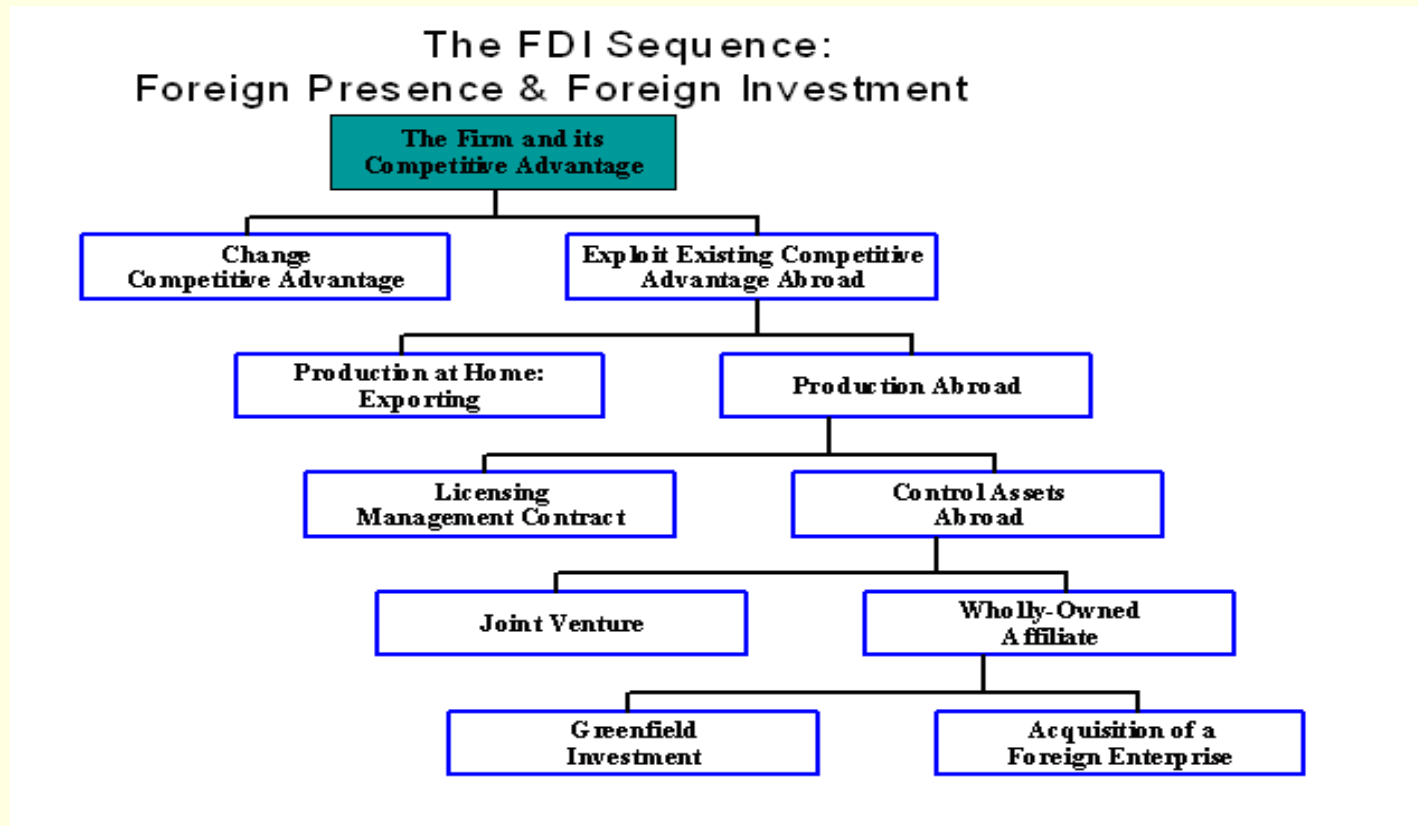 The FDI Sequence:
Foreign Presence & Foreign Investment
The Firm and its
Competitive Advantage
Change
Competitive Advantage
Exploit Existing Competitive
Advantage Abroad
Production at Home:
Exporting
Production Abroad
Licensing
Management Contract
Control Assets
Abroad
Joint Venture
Wholly-Owned
Affiliate
Greenfield
Investment
Acquisition of a
Foreign Enterprise